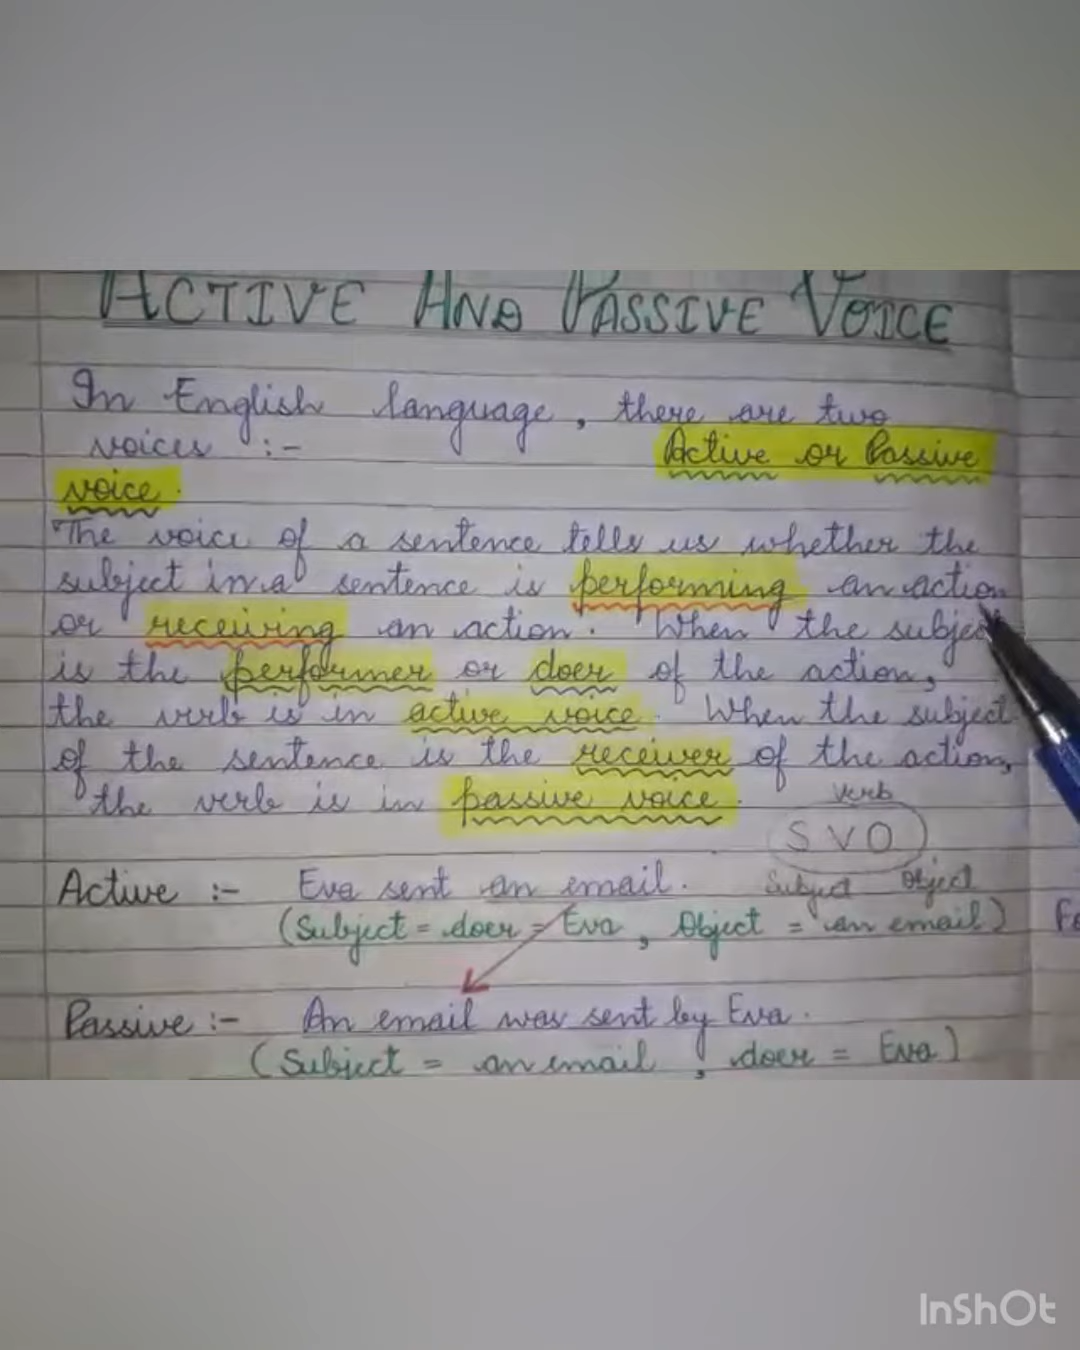 ACTIVE AND PASSIVE VOICE
In English language, there are two
voices :- Active or Passive
voice.
The voice of a sentence tells us whether the
subject in a sentence is performing an action
or receiving an action. When the subject
is the performer or doer of the action,
the verb is in active voice. When the subject
of the sentence is the receiver of the action,
the verb is in passive voice.
Verb
S V O
Subject Object
Active :- Eva sent an email.
(Subject = doer = Eva, Object = an email)
Passive :- An email was sent by Eva.
(Subject = an email, doer = Eva)
InShOt